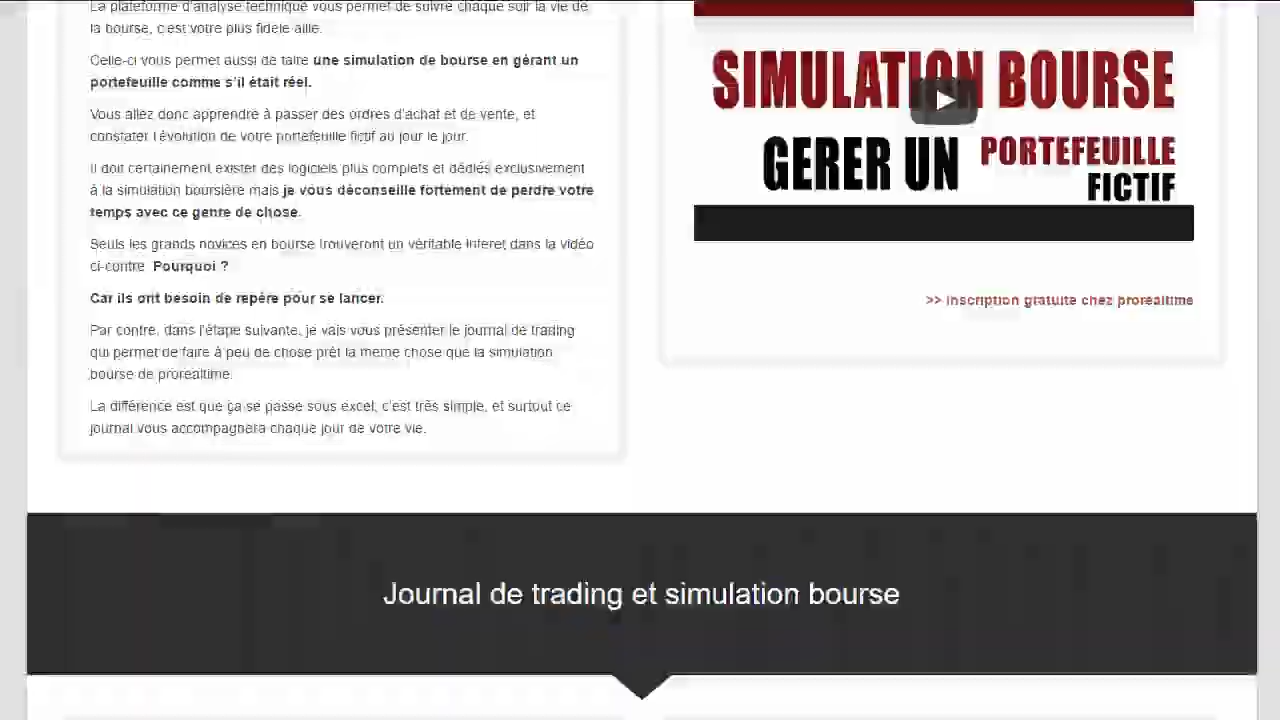 La plateforme d'analyse technique vous permet de suivre chaque soir la vie de
la bourse, c'est votre plus fidèle allié.
Celle-ci vous permet aussi de faire une simulation de bourse en gérant un
portefeuille comme s'il était réel.
Vous allez donc apprendre à passer des ordres d'achat et de vente, et
constater l'évolution de votre portefeuille fictif au jour le jour.
Il doit certainement exister des logiciels plus complets et dédiés exclusivement
à la simulation boursière mais je vous déconseille fortement de perdre votre
temps avec ce genre de chose.
Seuls les grands novices en bourse trouveront un véritable interet dans la vidéo
ci-contre. Pourquoi ?
Car ils ont besoin de repère pour se lancer.
Par contre, dans l'étape suivante, je vais vous présenter le journal de trading
qui permet de faire à peu de chose prêt la meme chose que la simulation
bourse de proréaltime.
La différence est que ça se passe sous excel, c'est très simple, et surtout ce
journal vous accompagnera chaque jour de votre vie.
SIMULATION BOURSE
GERER UN PORTEFEUILLE
FICTIF
>> Inscription gratuite chez prorealtime
Journal de trading et simulation bourse